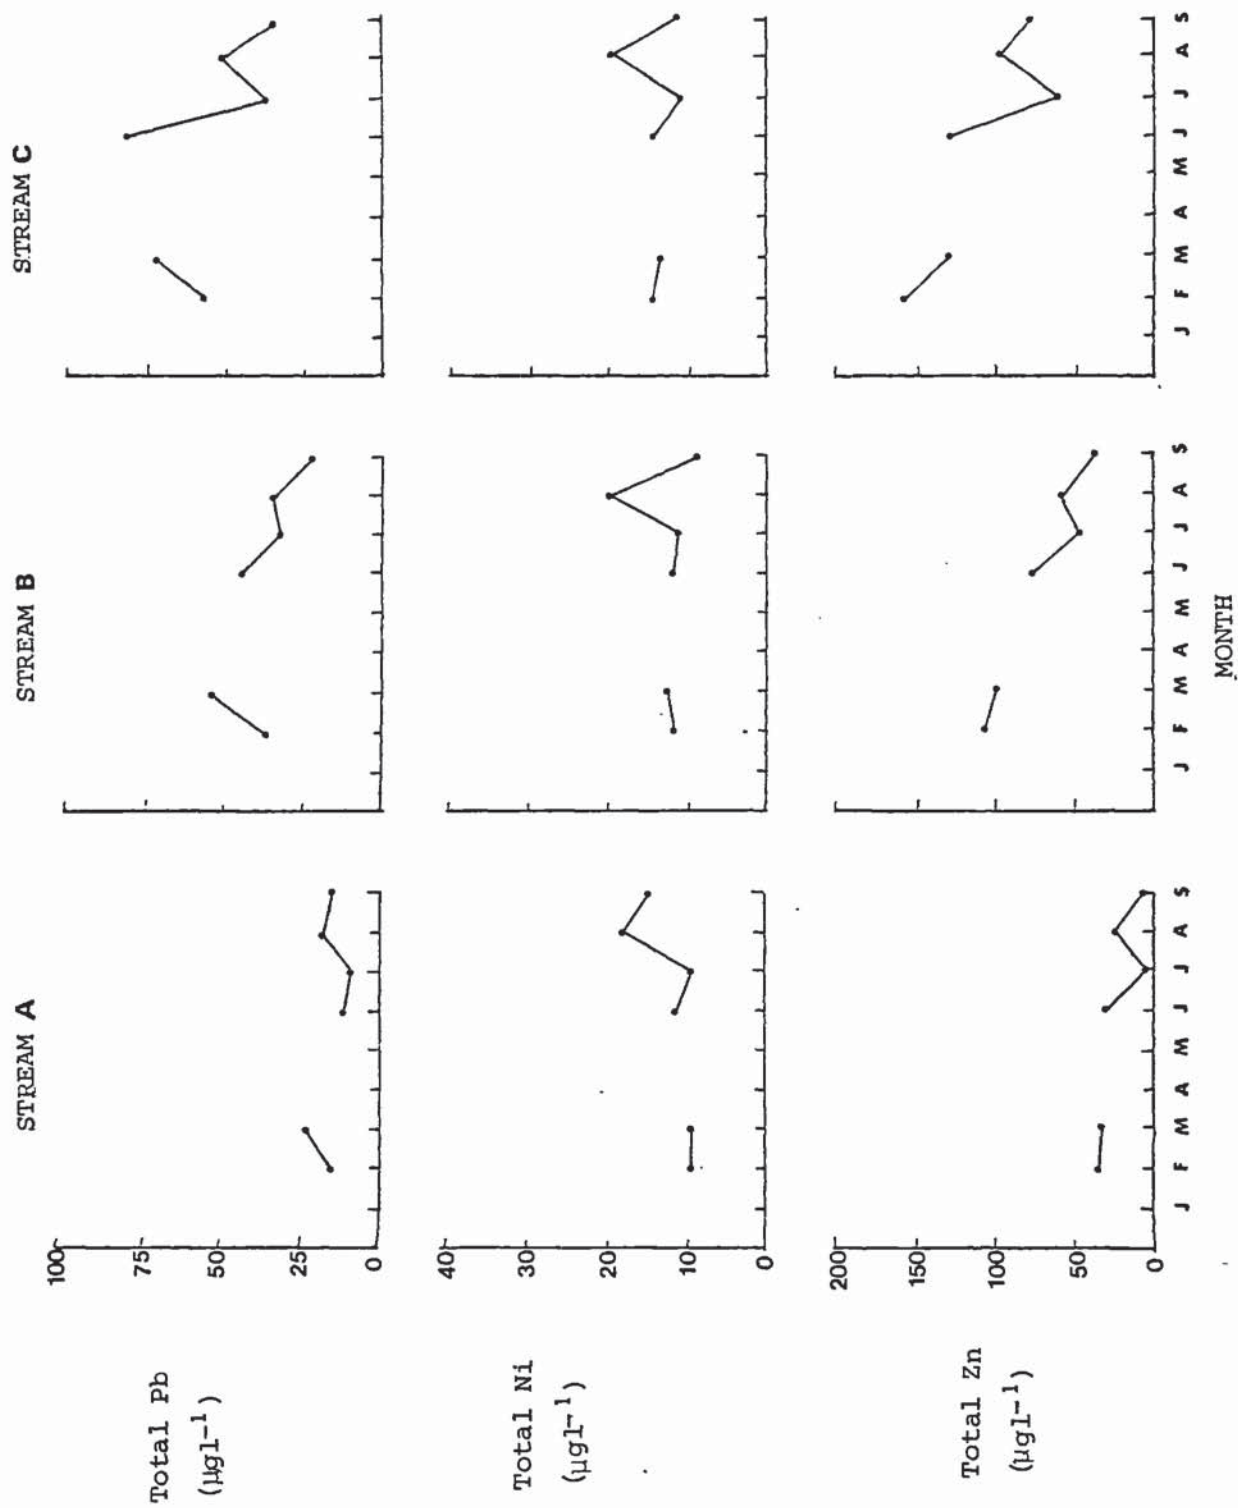 STREAM A
STREAM B
STREAM C
Total Pb
(µgl-1)
100
75
50
25
0
Total Ni
(µgl-1)
40
30
20
10
0
Total Zn
(µgl-1)
200
150
100
50
0
J F M A M J J A S
J F M A M J J A S
J F M A M J J A S
MONTH